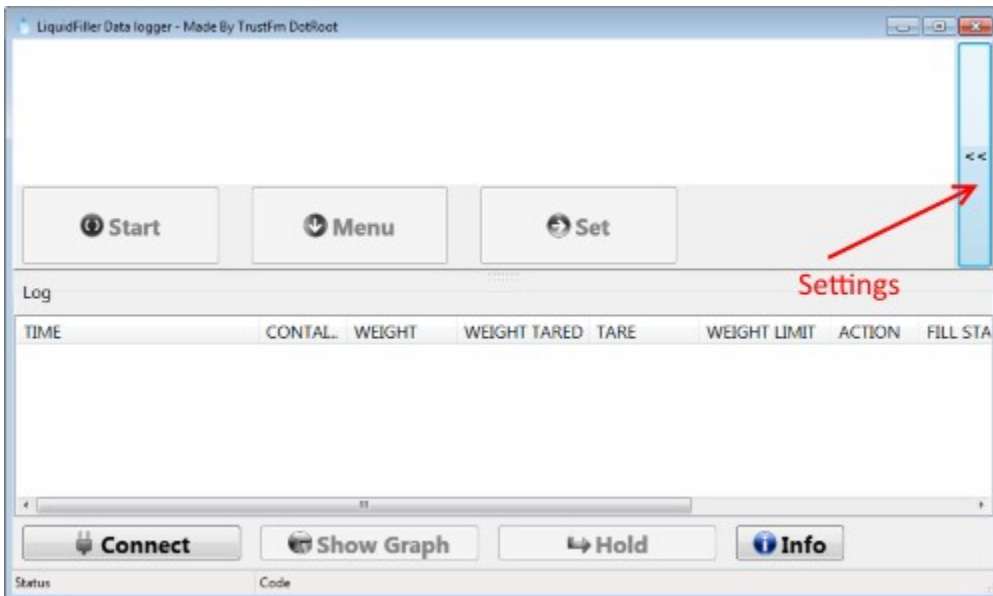 LiquidFiller Data logger - Made By TrustFm DotRoot
<<
Start Menu Set
Settings
Log
TIME CONTAI... WEIGHT WEIGHT TARED TARE WEIGHT LIMIT ACTION FILL STA
Connect Show Graph Hold Info
Status Code